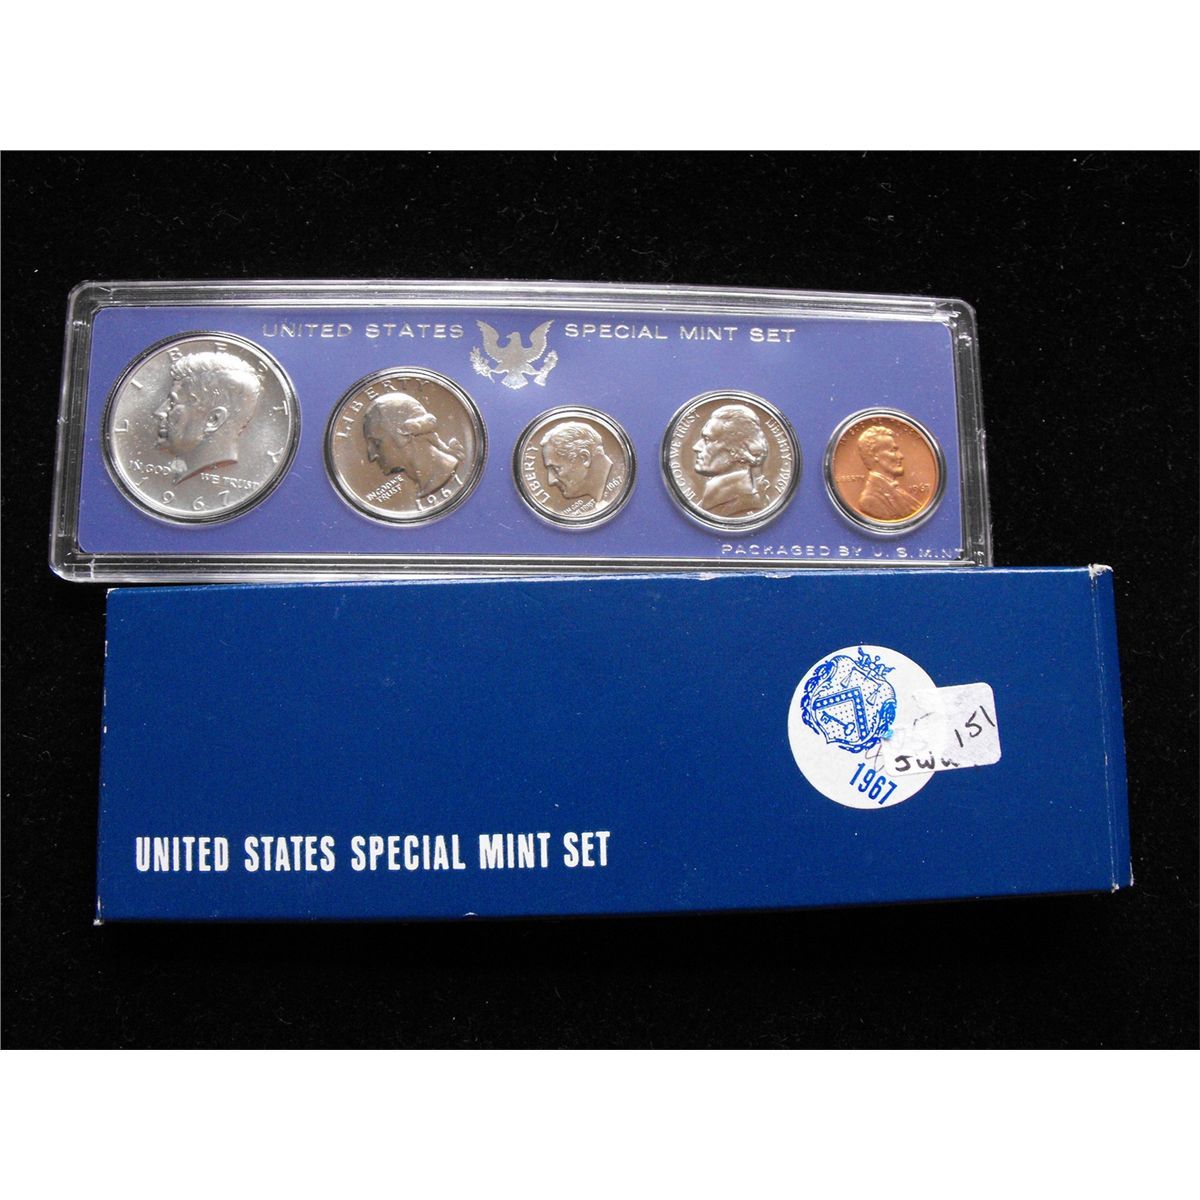 UNITED STATES SPECIAL MINT SET
LIBERTY
IN GOD WE TRUST
1967
LIBERTY
IN GOD WE TRUST
1967
LIBERTY
IN GOD WE TRUST
1967
IN GOD WE TRUST
LIBERTY · 1967
LIBERTY
1967
PACKAGED BY U. S. MINT
151
1967
UNITED STATES SPECIAL MINT SET